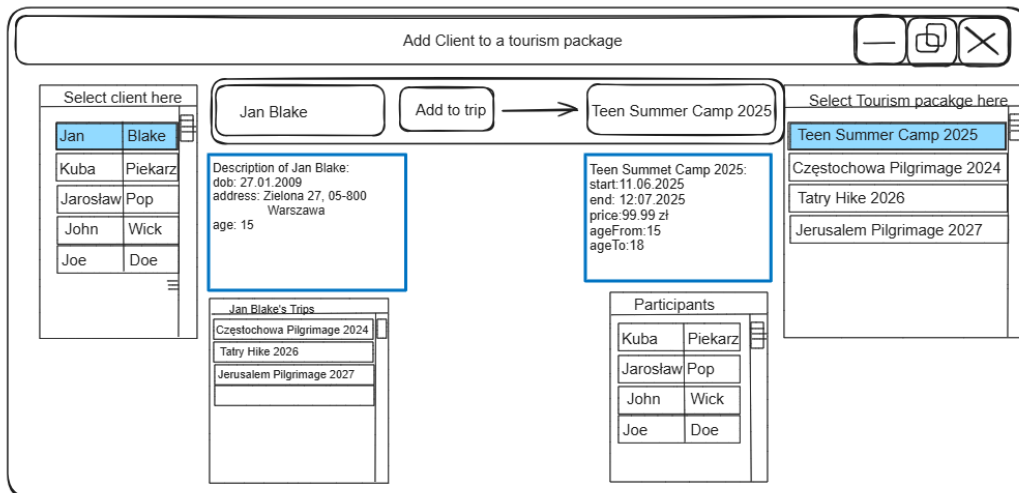 Add Client to a tourism package
Select client here
Jan Blake
Kuba Piekarz
Jarosław Pop
John Wick
Joe Doe
Jan Blake
Add to trip
Teen Summer Camp 2025
Description of Jan Blake:
dob: 27.01.2009
address: Zielona 27, 05-800
Warszawa
age: 15
Jan Blake's Trips
Częstochowa Pilgrimage 2024
Tatry Hike 2026
Jerusalem Pilgrimage 2027
Teen Summet Camp 2025:
start:11.06.2025
end: 12:07.2025
price:99.99 zł
ageFrom:15
ageTo:18
Participants
Kuba Piekarz
Jarosław Pop
John Wick
Joe Doe
Select Tourism pacakge here
Teen Summer Camp 2025
Częstochowa Pilgrimage 2024
Tatry Hike 2026
Jerusalem Pilgrimage 2027